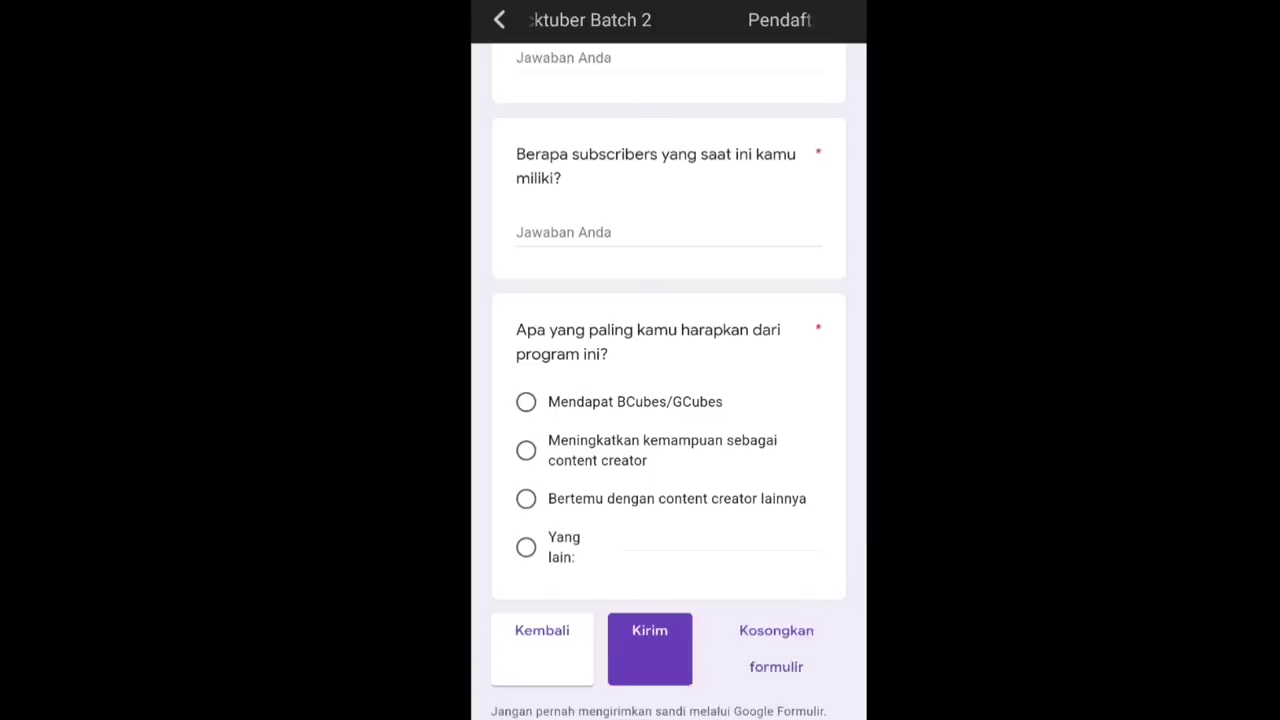 ktuber Batch 2 Pendaft
Jawaban Anda
Berapa subscribers yang saat ini kamu *
miliki?
Jawaban Anda
Apa yang paling kamu harapkan dari *
program ini?
Mendapat BCubes/GCubes
Meningkatkan kemampuan sebagai
content creator
Bertemu dengan content creator lainnya
Yang
lain:
Kembali Kirim Kosongkan
formulir
Jangan pernah mengirimkan sandi melalui Google Formulir.